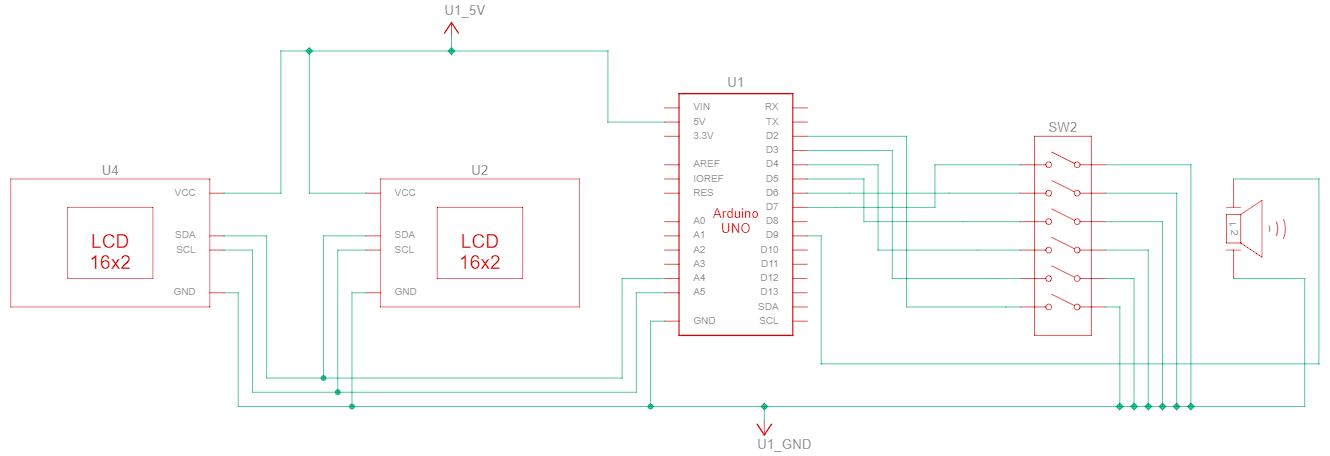 U1_5V
U4
VCC
SDA
SCL
GND
LCD
16x2
U2
VCC
SDA
SCL
GND
LCD
16x2
U1
VIN
5V
3.3V
AREF
IOREF
RES
A0
A1
A2
A3
A4
A5
GND
Arduino
UNO
RX
TX
D2
D3
D4
D5
D6
D7
D8
D9
D10
D11
D12
D13
SDA
SCL
SW2
1 2
U1_GND